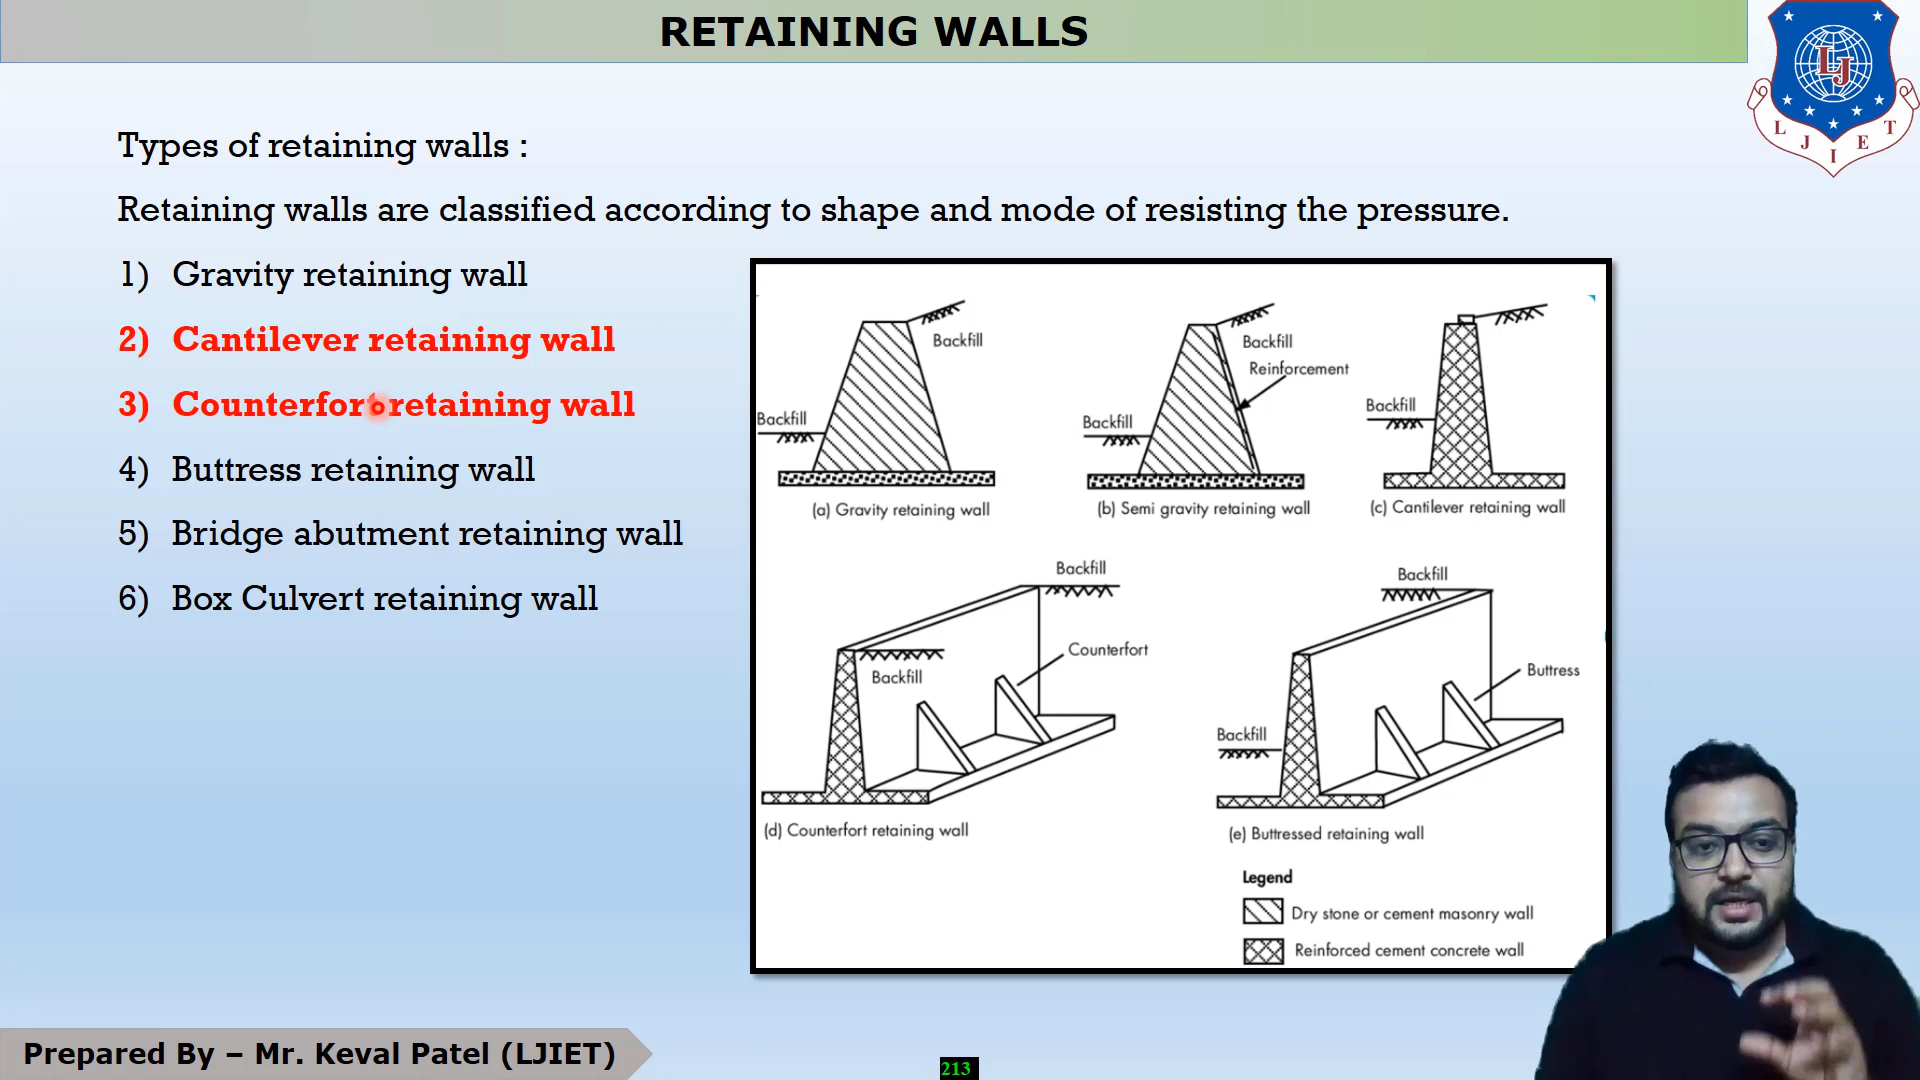 RETAINING WALLS
LJ
L J I E T
Types of retaining walls :
Retaining walls are classified according to shape and mode of resisting the pressure.
1) Gravity retaining wall
2) Cantilever retaining wall
3) Counterfort retaining wall
4) Buttress retaining wall
5) Bridge abutment retaining wall
6) Box Culvert retaining wall
Backfill
Backfill
(a) Gravity retaining wall
Backfill
Reinforcement
Backfill
(b) Semi gravity retaining wall
Backfill
(c) Cantilever retaining wall
Backfill
Counterfort
Backfill
(d) Counterfort retaining wall
Backfill
Buttress
Backfill
(e) Buttressed retaining wall
Legend
Dry stone or cement masonry wall
Reinforced cement concrete wall
Prepared By – Mr. Keval Patel (LJIET)
213